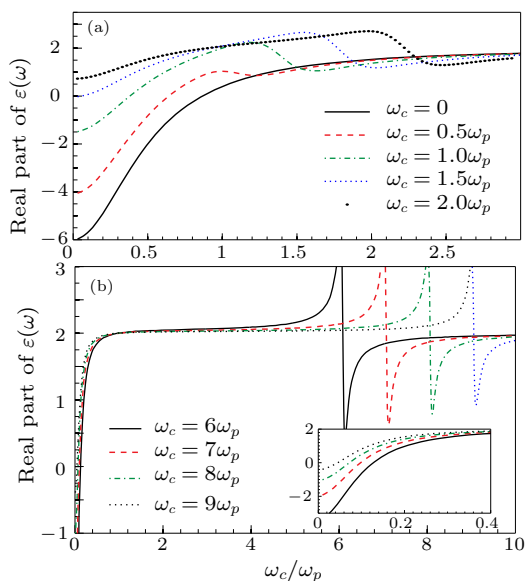 (a)
Real part of ε(ω)
2
0
−2
−4
−6
ω_c = 0
ω_c = 0.5ω_p
ω_c = 1.0ω_p
ω_c = 1.5ω_p
ω_c = 2.0ω_p
0 0.5 1.0 1.5 2.0 2.5
(b)
Real part of ε(ω)
3
2
1
0
−1
ω_c = 6ω_p
ω_c = 7ω_p
ω_c = 8ω_p
ω_c = 9ω_p
2
0
−2
0 0.2 0.4
0 2 4 6 8 10
ω_c/ω_p